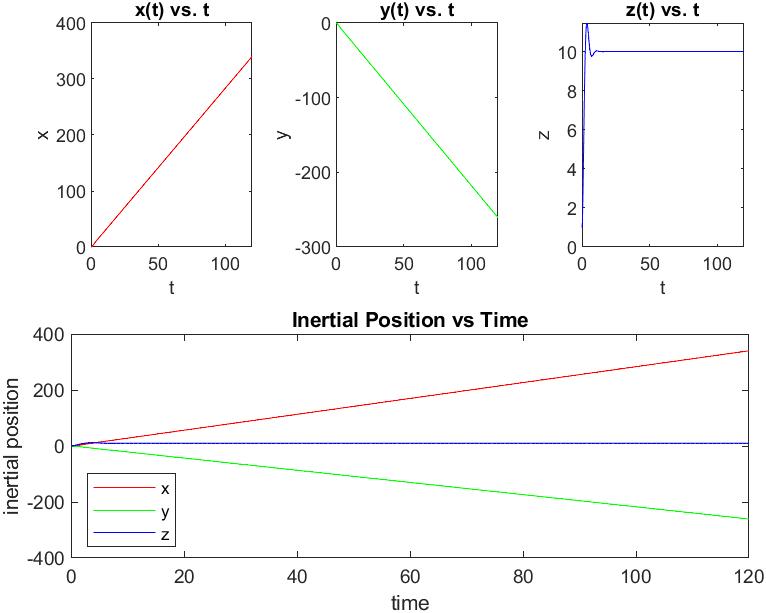 x(t) vs. t
y(t) vs. t
z(t) vs. t
400
300
200
100
0
x
0
50
100
t
0
-100
-200
-300
y
0
50
100
t
10
8
6
4
2
0
z
0
50
100
t
Inertial Position vs Time
400
200
0
-200
-400
inertial position
x
y
z
0
20
40
60
80
100
120
time